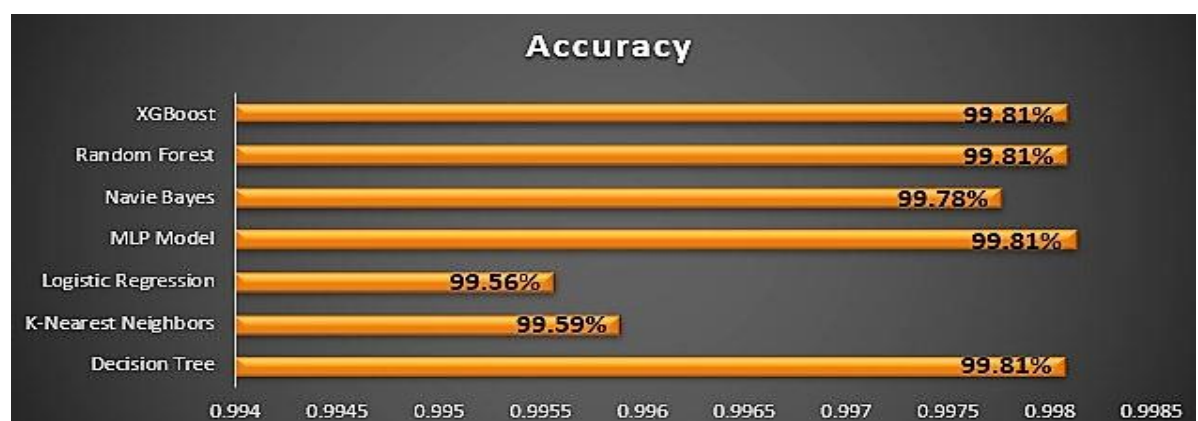 Accuracy
XGBoost 99.81%
Random Forest 99.81%
Navie Bayes 99.78%
MLP Model 99.81%
Logistic Regression 99.56%
K-Nearest Neighbors 99.59%
Decision Tree 99.81%
0.994 0.9945 0.995 0.9955 0.996 0.9965 0.997 0.9975 0.998 0.9985